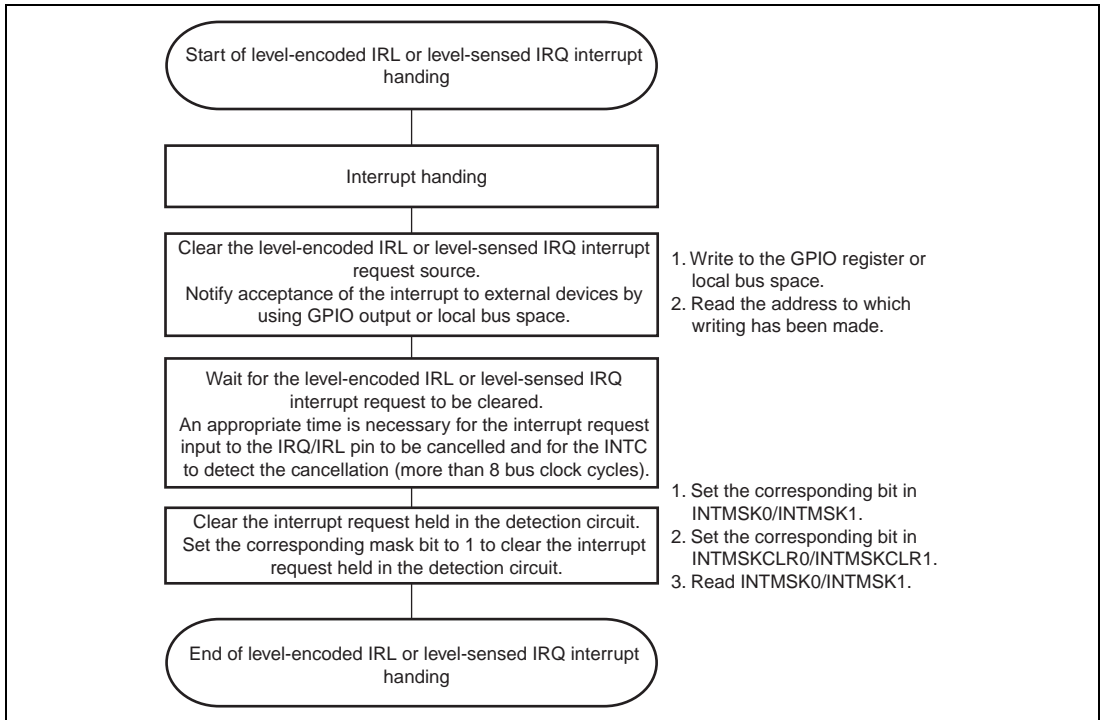 Start of level-encoded IRL or level-sensed IRQ interrupt
handing
Interrupt handing
Clear the level-encoded IRL or level-sensed IRQ interrupt
request source.
Notify acceptance of the interrupt to external devices by
using GPIO output or local bus space.
1. Write to the GPIO register or
local bus space.
2. Read the address to which
writing has been made.
Wait for the level-encoded IRL or level-sensed IRQ
interrupt request to be cleared.
An appropriate time is necessary for the interrupt request
input to the IRQ/IRL pin to be cancelled and for the INTC
to detect the cancellation (more than 8 bus clock cycles).
Clear the interrupt request held in the detection circuit.
Set the corresponding mask bit to 1 to clear the interrupt
request held in the detection circuit.
1. Set the corresponding bit in
INTMSK0/INTMSK1.
2. Set the corresponding bit in
INTMSKCLR0/INTMSKCLR1.
3. Read INTMSK0/INTMSK1.
End of level-encoded IRL or level-sensed IRQ interrupt
handing